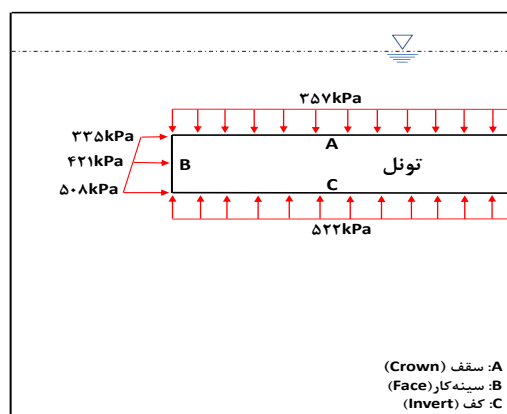 ۳۵۷kPa
۳۳۵kPa
A
۴۲۱kPa
B
تونل
۵۰۸kPa
C
۵۲۲kPa
A: سقف (Crown)
B: سینه‌کار(Face)
C: کف (Invert)